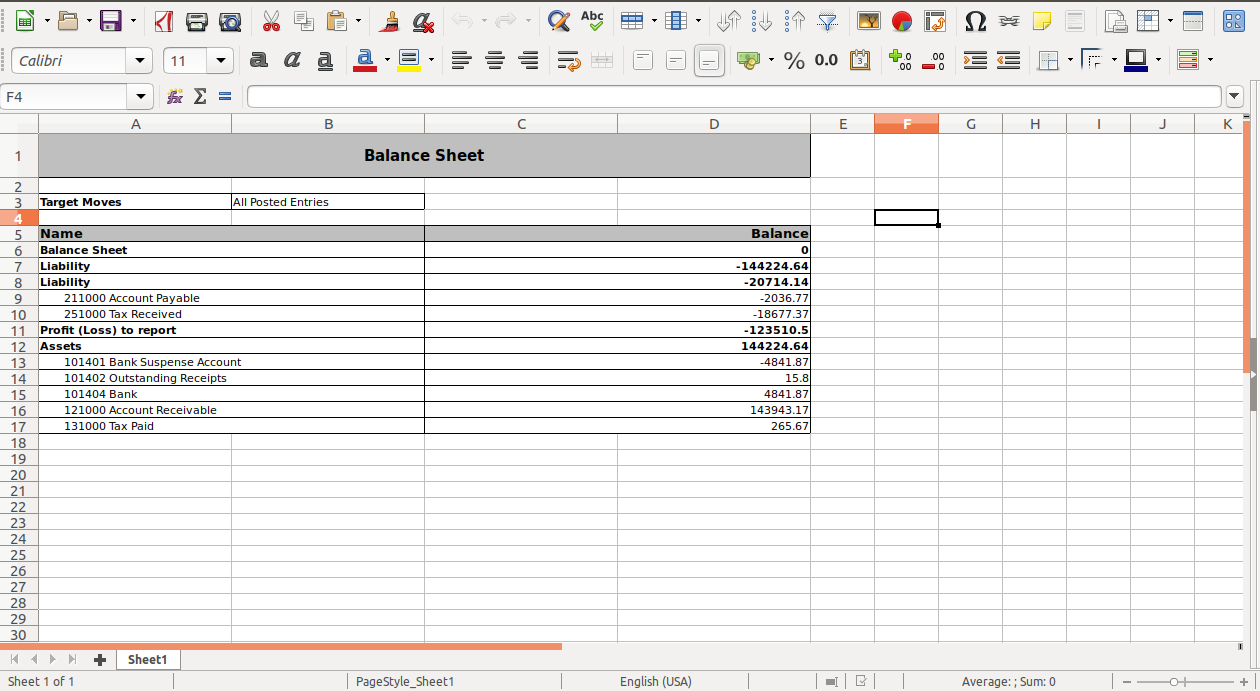 Abc
Calibri
11
a a a
% 0.0
F4
A B C D E F G H I J K
1 Balance Sheet
2
3 Target Moves All Posted Entries
4
5 Name Balance
6 Balance Sheet 0
7 Liability -144224.64
8 Liability -20714.14
9 211000 Account Payable -2036.77
10 251000 Tax Received -18677.37
11 Profit (Loss) to report -123510.5
12 Assets 144224.64
13 101401 Bank Suspense Account -4841.87
14 101402 Outstanding Receipts 15.8
15 101404 Bank 4841.87
16 121000 Account Receivable 143943.17
17 131000 Tax Paid 265.67
18
19
20
21
22
23
24
25
26
27
28
29
30
Sheet1
Sheet 1 of 1 PageStyle_Sheet1 English (USA) Average: ; Sum: 0